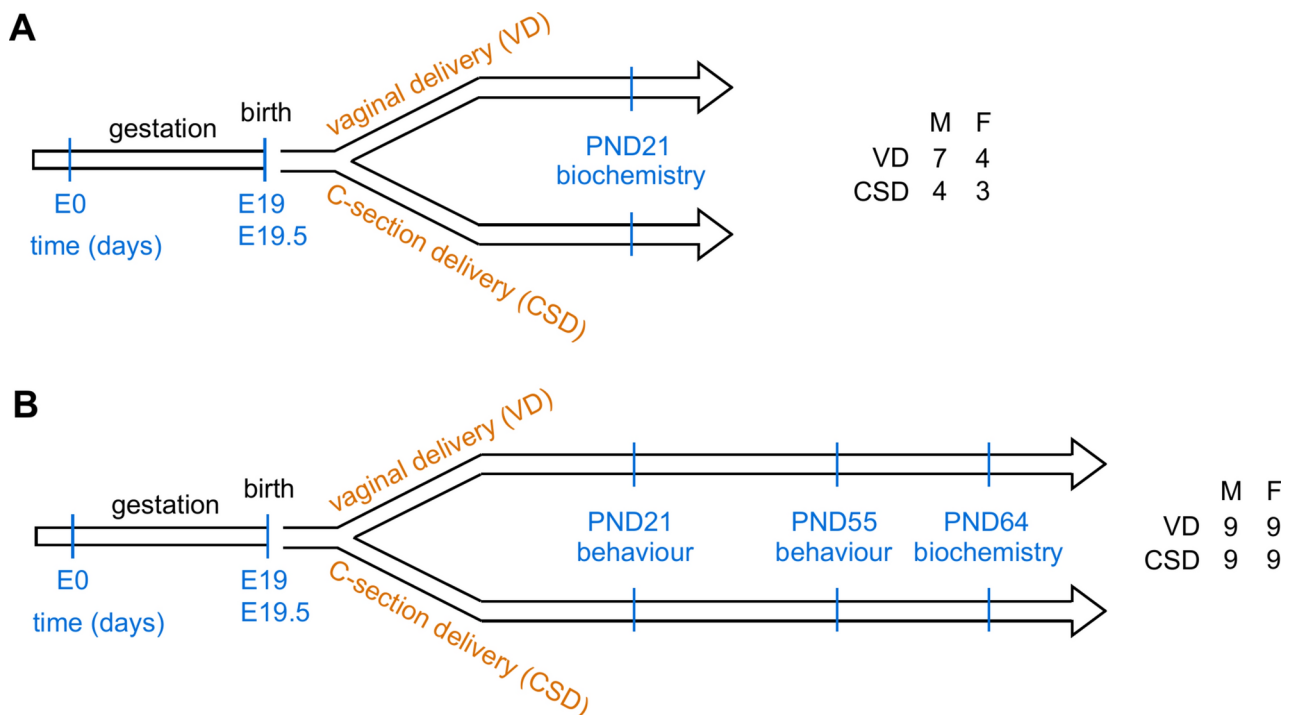 A
vaginal delivery (VD)
birth
gestation
E0
E19
E19.5
time (days)
C-section delivery (CSD)
PND21
biochemistry
M F
VD 7 4
CSD 4 3
B
vaginal delivery (VD)
birth
gestation
E0
E19
E19.5
time (days)
C-section delivery (CSD)
PND21
behaviour
PND55
behaviour
PND64
biochemistry
M F
VD 9 9
CSD 9 9